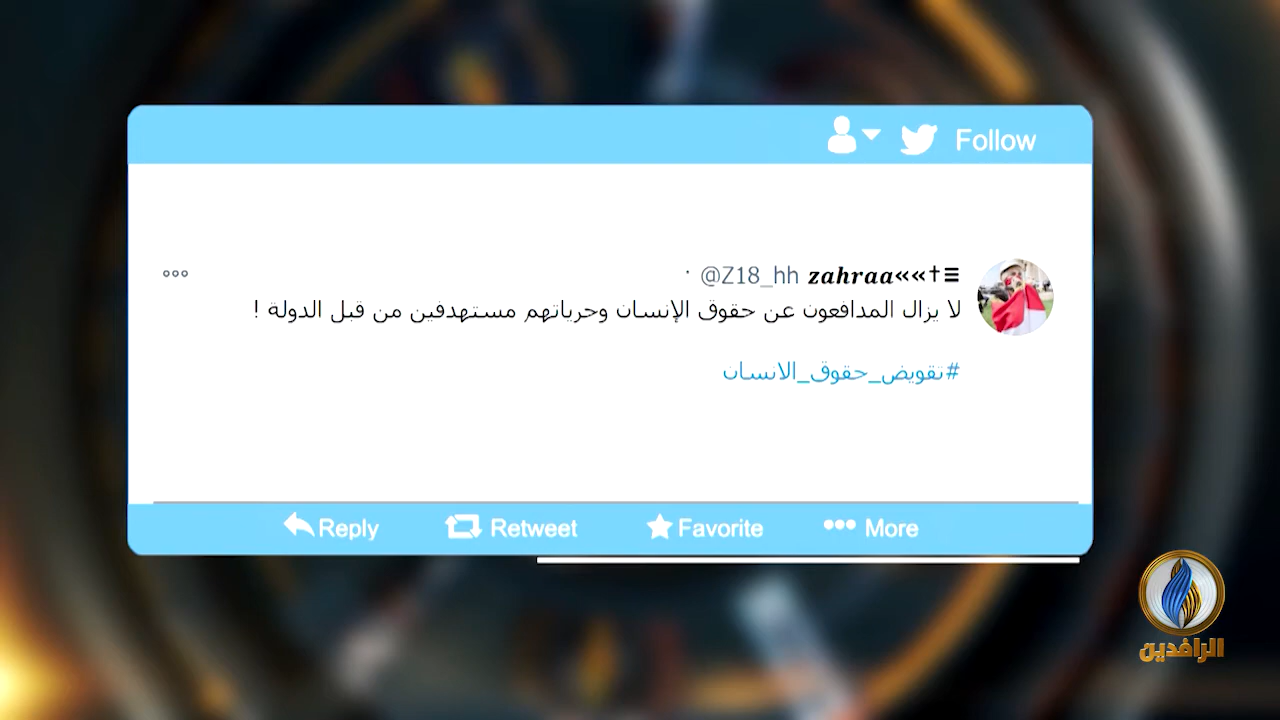 Follow
zahraa««†≡ @Z18_hh ·
لا يزال المدافعون عن حقوق الإنسان وحرياتهم مستهدفين من قبل الدولة !
#تقويض_حقوق_الانسان
Reply Retweet Favorite More
الرافدين